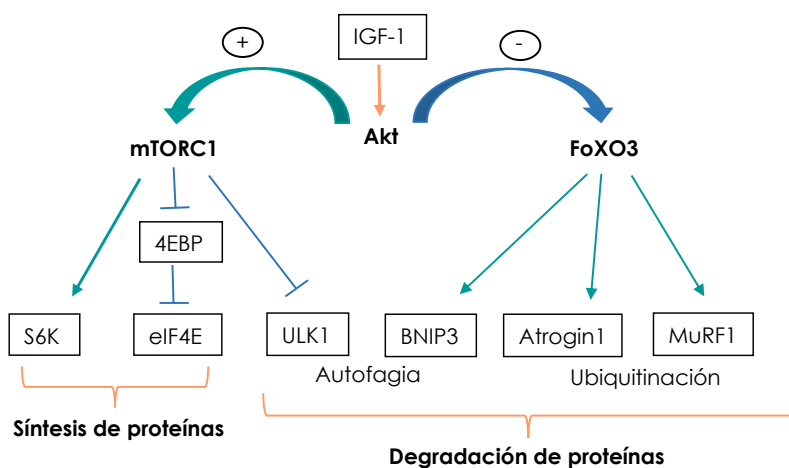 IGF-1
+
-
Akt
mTORC1
FoXO3
4EBP
S6K
eIF4E
ULK1
BNIP3
Atrogin1
MuRF1
Autofagia
Ubiquitinación
Síntesis de proteínas
Degradación de proteínas